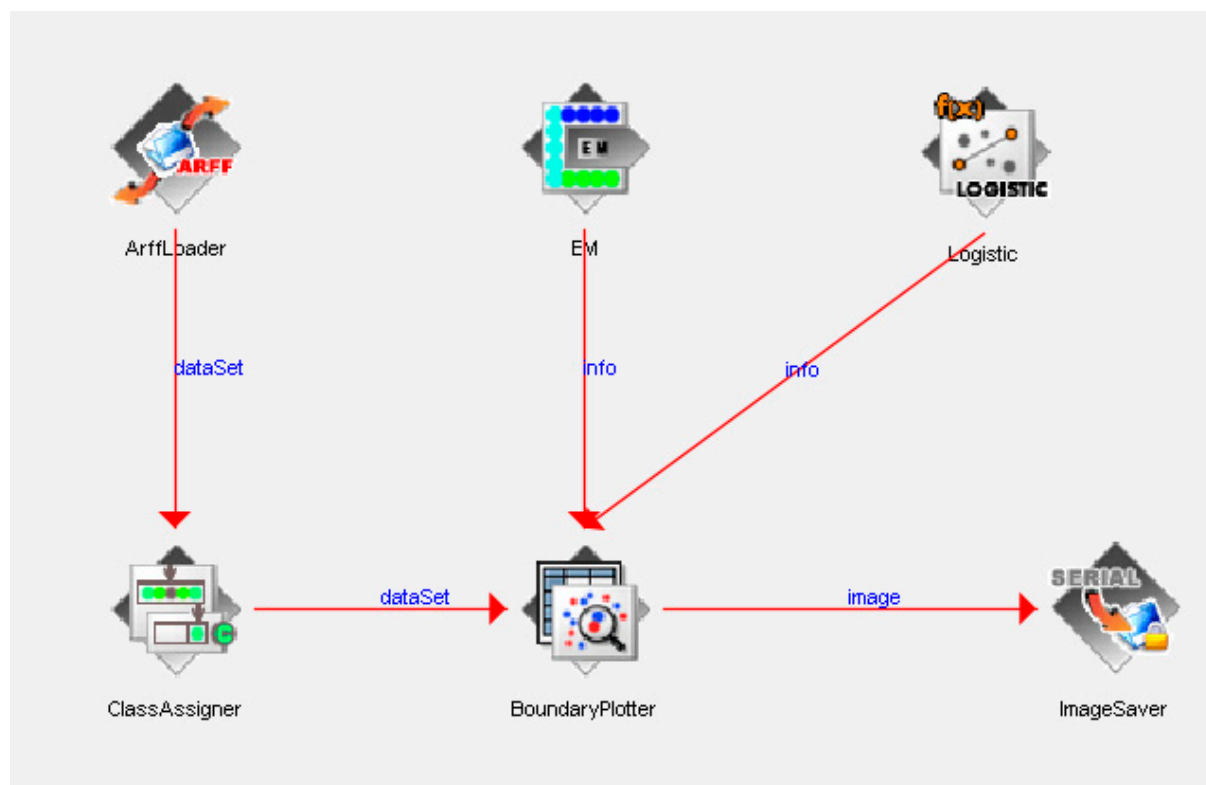 ARFF
ArffLoader
EM
EM
f(x)
LOGISTIC
Logistic
dataSet
info
info
ClassAssigner
dataSet
BoundaryPlotter
image
SERIAL
ImageSaver
C